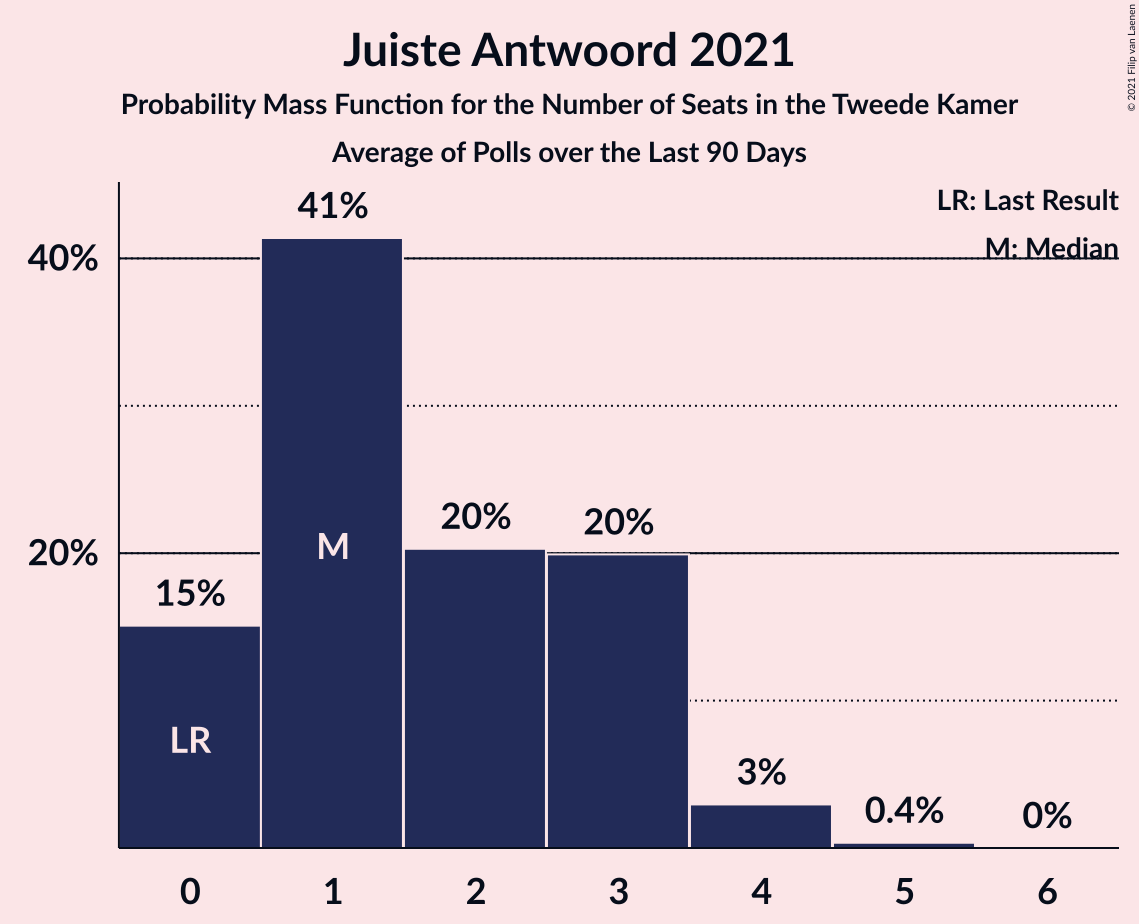 Juiste Antwoord 2021
Probability Mass Function for the Number of Seats in the Tweede Kamer
Average of Polls over the Last 90 Days
© 2021 Filip van Laenen
LR: Last Result
M: Median
40%
20%
15%
41%
20%
20%
3%
0.4%
0%
LR
M
0
1
2
3
4
5
6